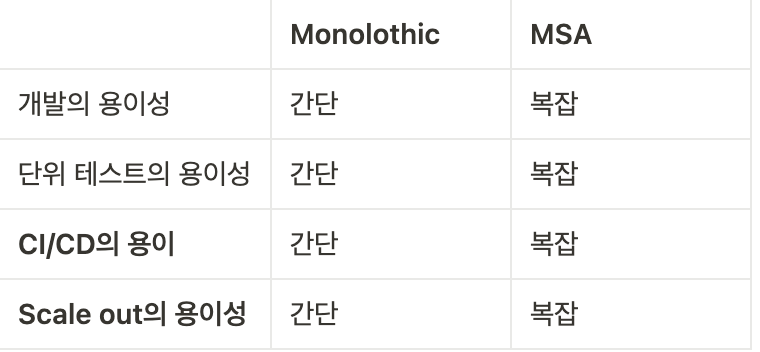 Monolothic MSA
개발의 용이성 간단 복잡
단위 테스트의 용이성 간단 복잡
CI/CD의 용이 간단 복잡
Scale out의 용이성 간단 복잡